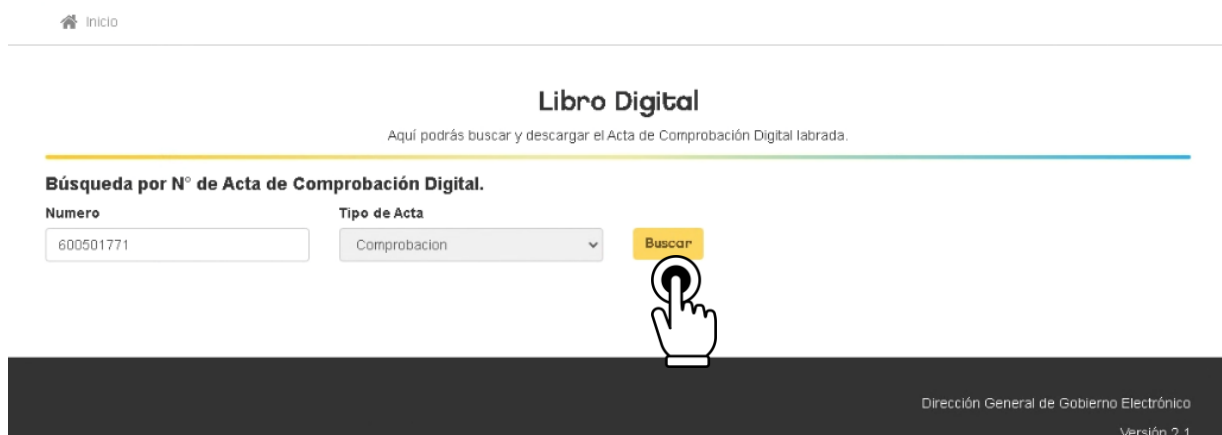 Inicio
Libro Digital
Aquí podrás buscar y descargar el Acta de Comprobación Digital labrada.
Búsqueda por N° de Acta de Comprobación Digital.
Numero
Tipo de Acta
600501771
Comprobacion
Buscar
Dirección General de Gobierno Electrónico
Versión 2.1